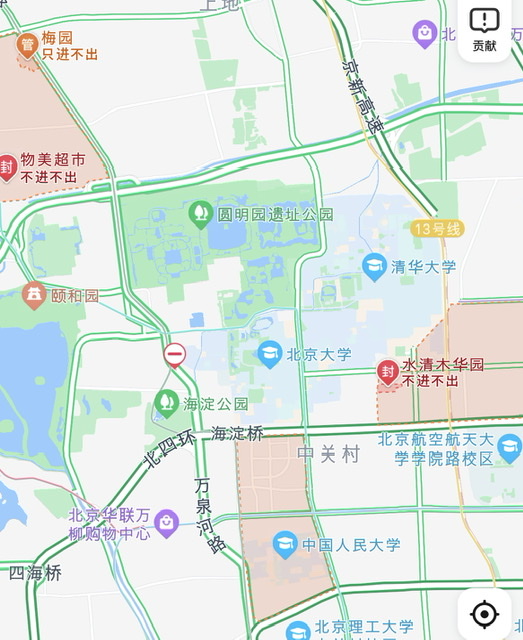 上地
贡献
管
梅园
只进不出
北
万
京新高速
封
物美超市
不进不出
圆明园遗址公园
13号线
清华大学
颐和园
北京大学
封
水清木华园
不进不出
海淀公园
北四环
海淀桥
中关村
北京航空航天大
学学院路校区
万泉河路
北京华联万
柳购物中心
中国人民大学
四海桥
北京理工大学